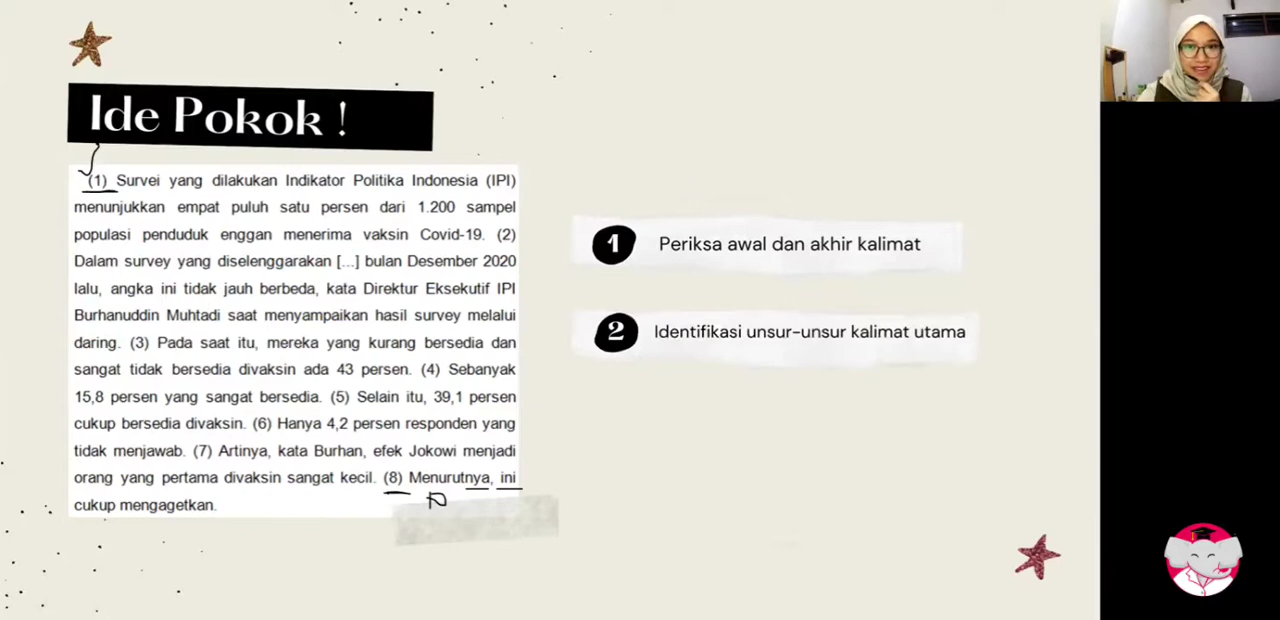 Ide Pokok !
(1) Survei yang dilakukan Indikator Politika Indonesia (IPI)
menunjukkan empat puluh satu persen dari 1.200 sampel
populasi penduduk enggan menerima vaksin Covid-19. (2)
Dalam survey yang diselenggarakan [...] bulan Desember 2020
lalu, angka ini tidak jauh berbeda, kata Direktur Eksekutif IPI
Burhanuddin Muhtadi saat menyampaikan hasil survey melalui
daring. (3) Pada saat itu, mereka yang kurang bersedia dan
sangat tidak bersedia divaksin ada 43 persen. (4) Sebanyak
15,8 persen yang sangat bersedia. (5) Selain itu, 39,1 persen
cukup bersedia divaksin. (6) Hanya 4,2 persen responden yang
tidak menjawab. (7) Artinya, kata Burhan, efek Jokowi menjadi
orang yang pertama divaksin sangat kecil. (8) Menurutnya, ini
cukup mengagetkan.
1 Periksa awal dan akhir kalimat
2 Identifikasi unsur-unsur kalimat utama